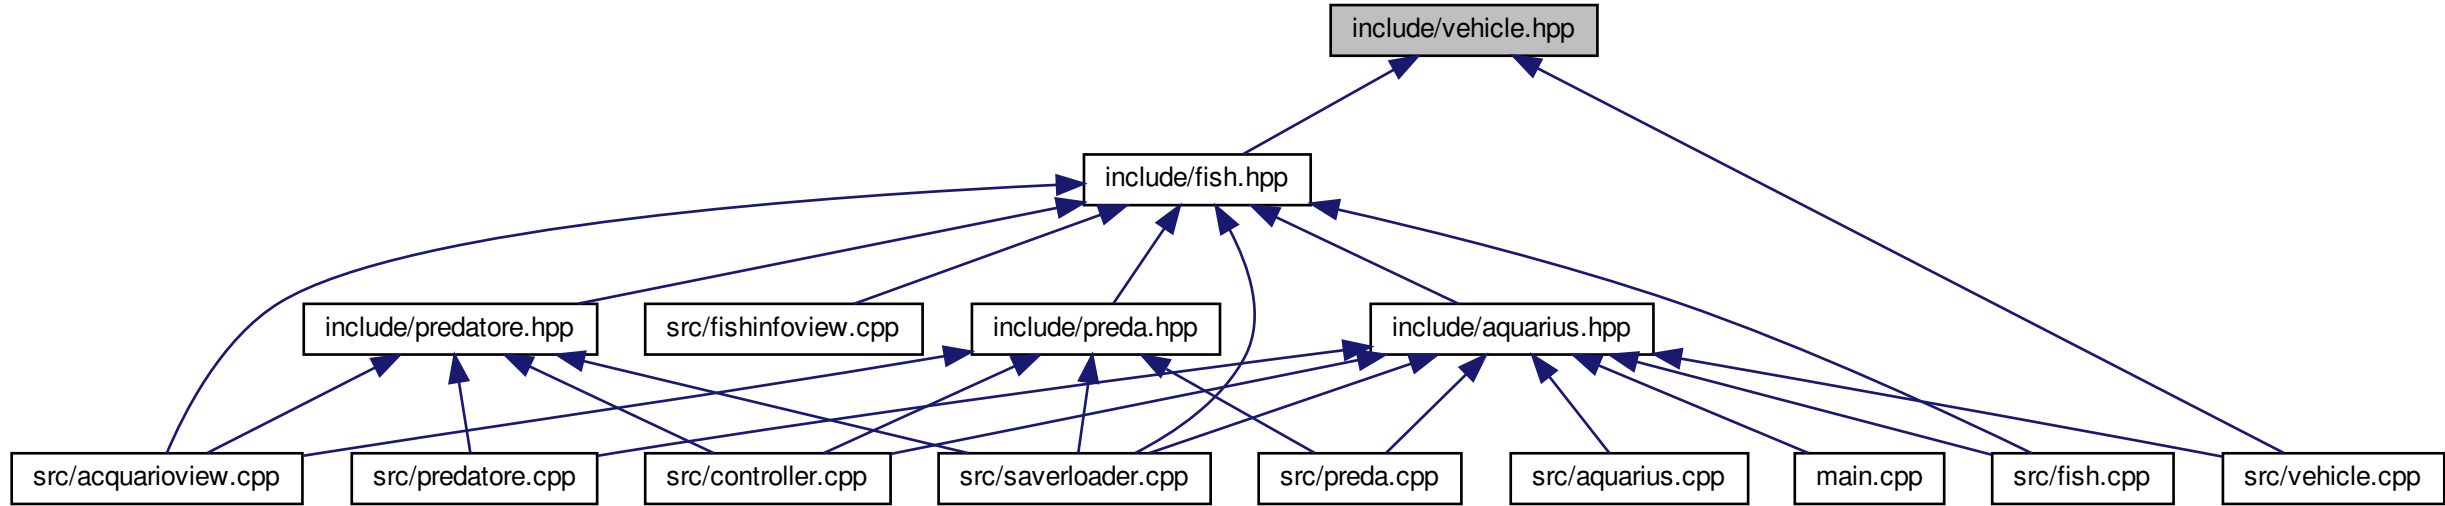 include/vehicle.hpp
include/fish.hpp
include/predatore.hpp
src/fishinfoview.cpp
include/preda.hpp
include/aquarius.hpp
src/acquarioview.cpp
src/predatore.cpp
src/controller.cpp
src/saverloader.cpp
src/preda.cpp
src/aquarius.cpp
main.cpp
src/fish.cpp
src/vehicle.cpp